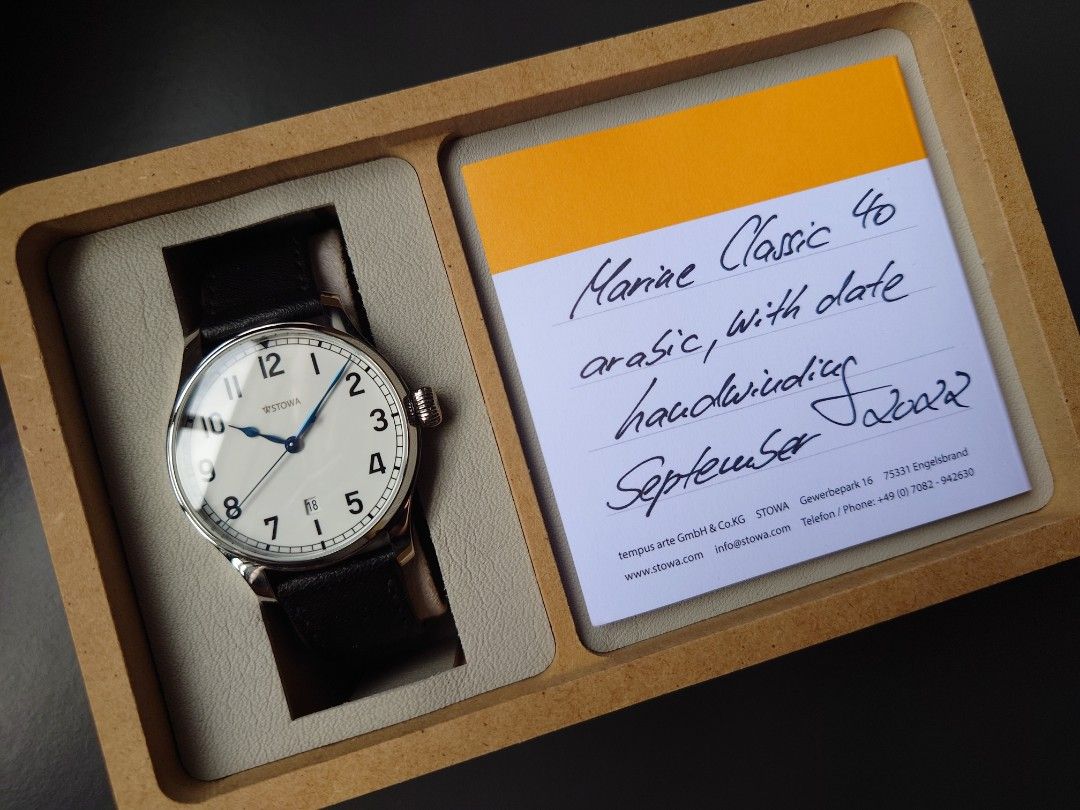 12
1
2
3
4
5
7
8
9
10
11
STOWA
18
Marine Classic 40
arabic, with date
handwinding
September 2022
tempus arte GmbH & Co.KG STOWA Gewerbepark 16 75331 Engelsbrand
www.stowa.com info@stowa.com Telefon / Phone: +49 (0) 7082 - 942630